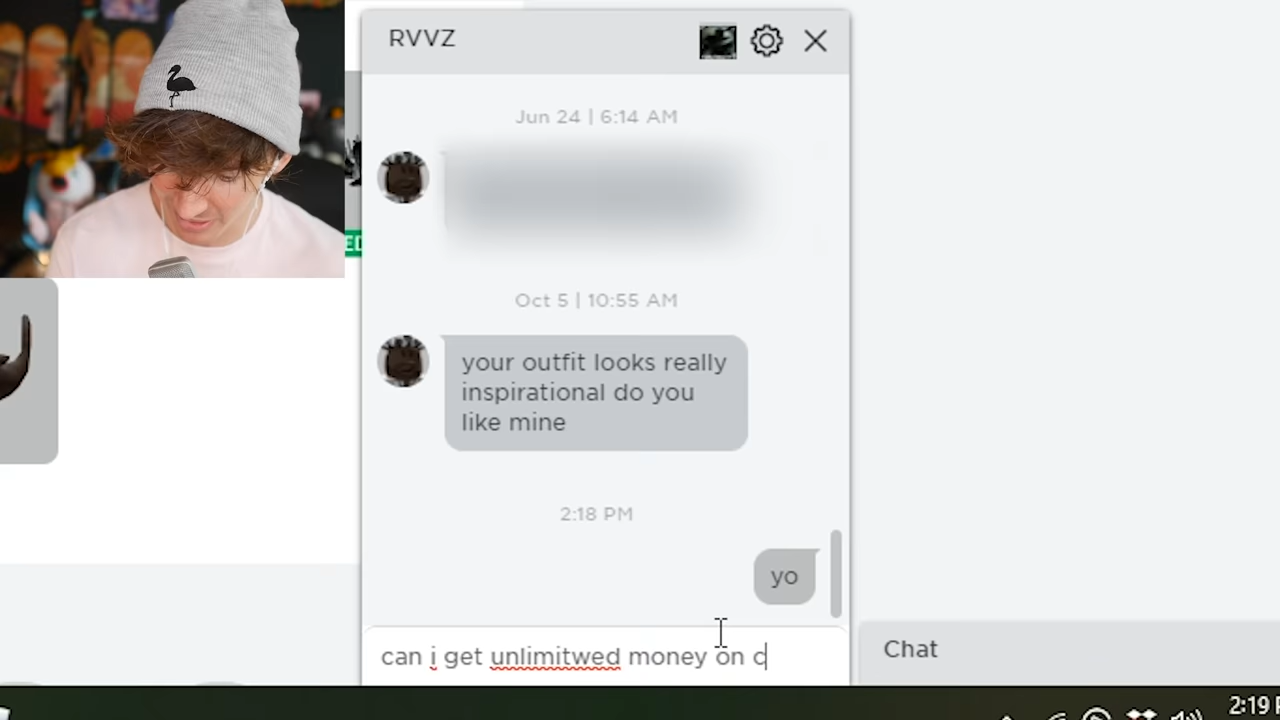 RVVZ
Jun 24 | 6:14 AM
ED
Oct 5 | 10:55 AM
your outfit looks really
inspirational do you
like mine
2:18 PM
yo
can i get unlimitwed money on c
Chat
2:19 P